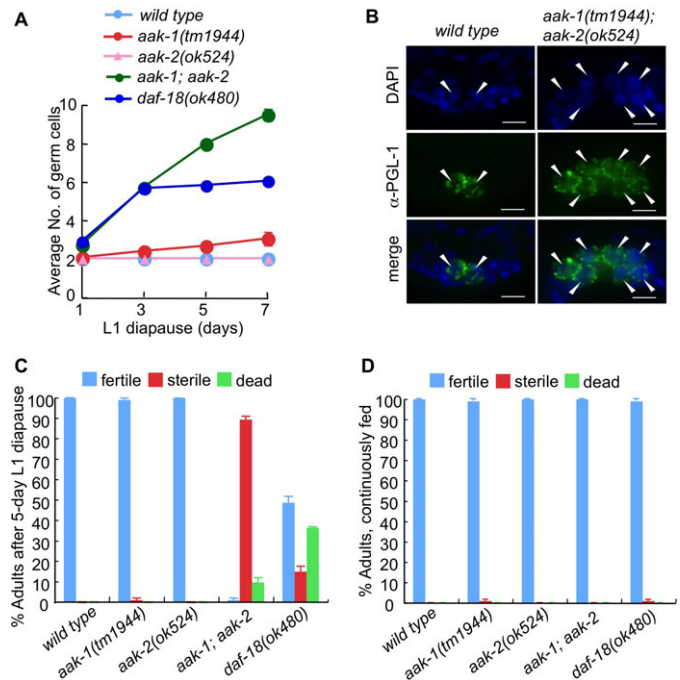 A
wild type
aak-1(tm1944)
aak-2(ok524)
aak-1; aak-2
daf-18(ok480)
Average No. of germ cells
10
8
6
4
2
0
1 3 5 7
L1 diapause (days)
B
wild type
aak-1(tm1944);
aak-2(ok524)
DAPI
α-PGL-1
merge
C
fertile sterile dead
% Adults after 5-day L1 diapause
100
90
80
70
60
50
40
30
20
10
0
wild type
aak-1(tm1944)
aak-2(ok524)
aak-1; aak-2
daf-18(ok480)
D
fertile sterile dead
% Adults, continuously fed
100
90
80
70
60
50
40
30
20
10
0
wild type
aak-1(tm1944)
aak-2(ok524)
aak-1; aak-2
daf-18(ok480)